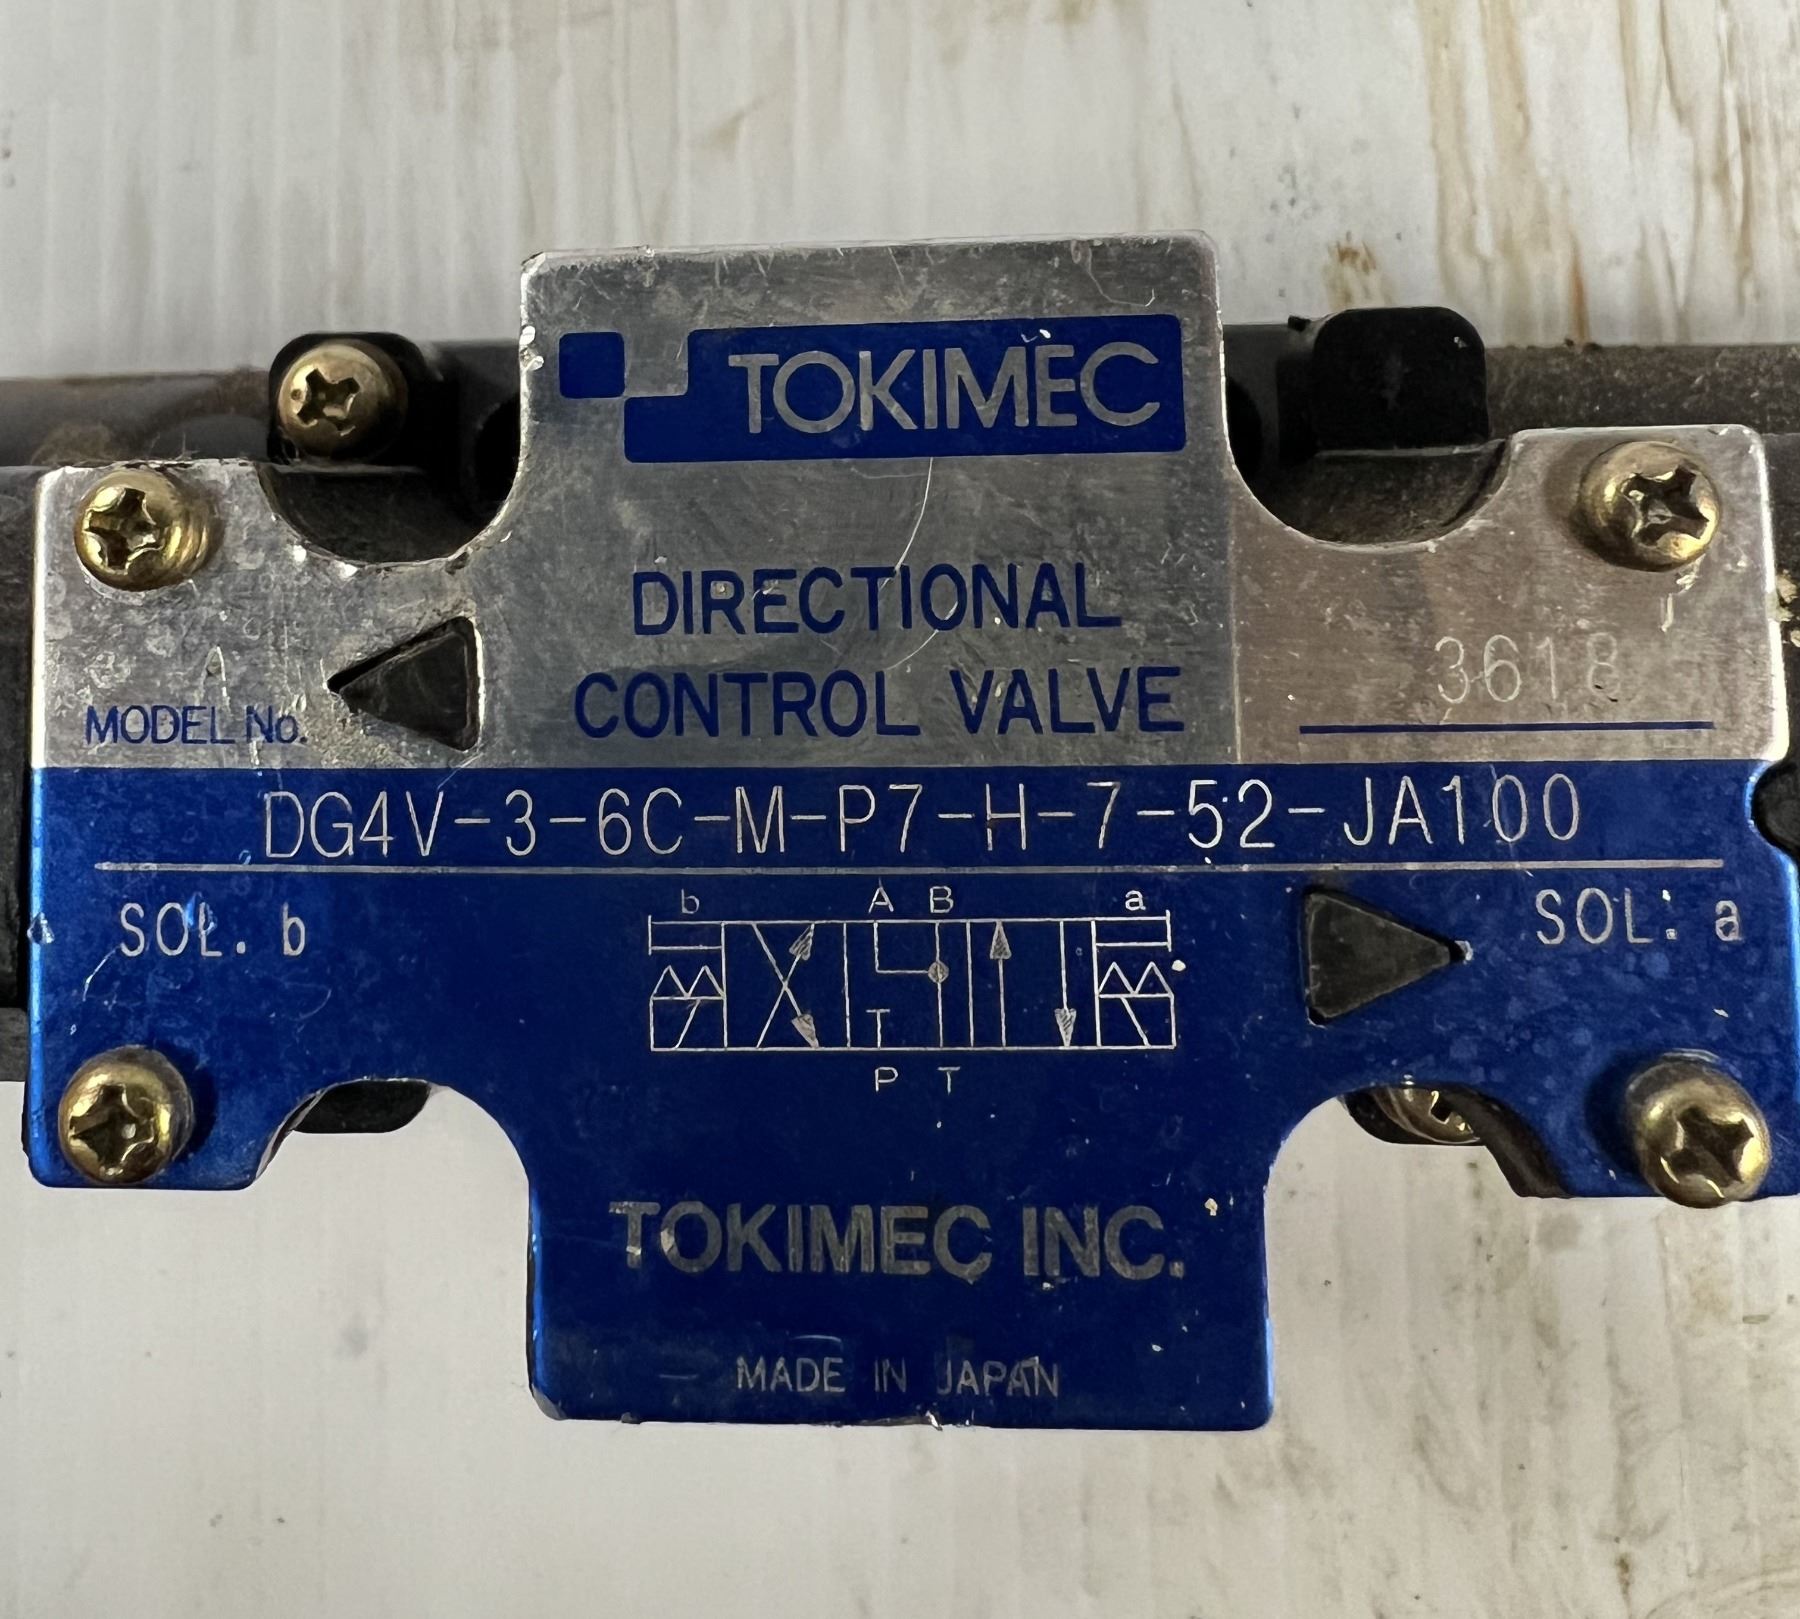 TOKIMEC
DIRECTIONAL
CONTROL VALVE
3618
MODEL No.
DG4V-3-6C-M-P7-H-7-52-JA100
SOL. b
b A B a
SOL. a
T
P T
TOKIMEC INC.
MADE IN JAPAN